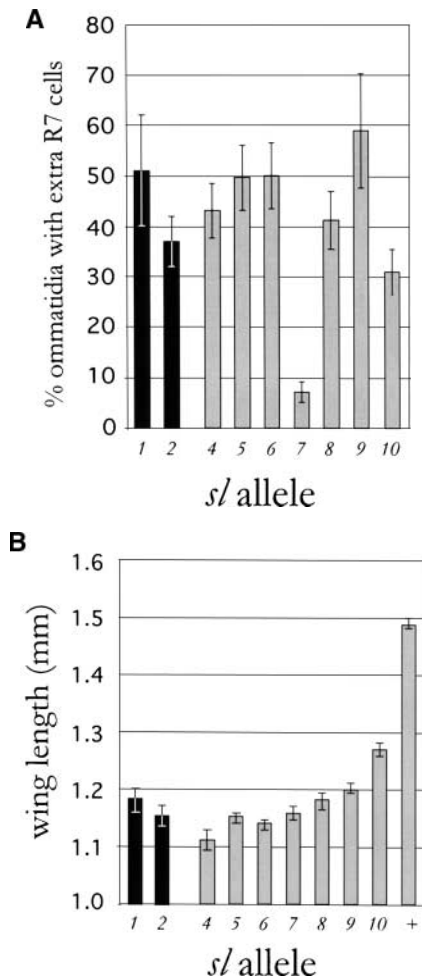 A
80
70
60
50
40
30
20
10
0
% ommatidia with extra R7 cells
1 2 4 5 6 7 8 9 10
sl allele
B
1.6
1.5
1.4
1.3
1.2
1.1
1.0
wing length (mm)
1 2 4 5 6 7 8 9 10 +
sl allele